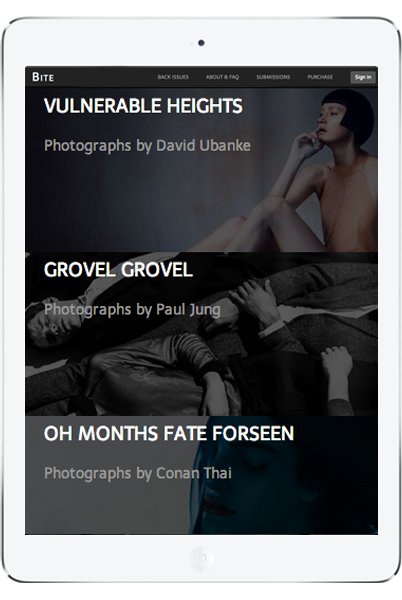 BITE
BACK ISSUES ABOUT & FAQ SUBMISSIONS PURCHASE Sign In
VULNERABLE HEIGHTS
Photographs by David Ubanke
GROVEL GROVEL
Photographs by Paul Jung
OH MONTHS FATE FORSEEN
Photographs by Conan Thai